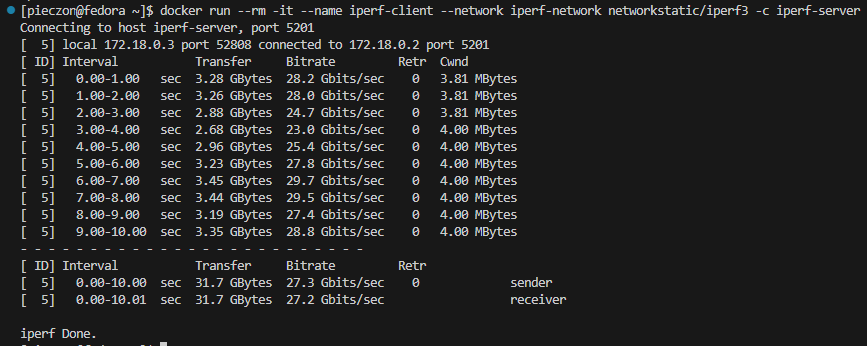 [pieczon@fedora ~]$ docker run --rm -it --name iperf-client --network iperf-network networkstatic/iperf3 -c iperf-server
Connecting to host iperf-server, port 5201
[  5] local 172.18.0.3 port 52808 connected to 172.18.0.2 port 5201
[ ID] Interval           Transfer     Bitrate         Retr  Cwnd
[  5]   0.00-1.00   sec  3.28 GBytes  28.2 Gbits/sec    0   3.81 MBytes
[  5]   1.00-2.00   sec  3.26 GBytes  28.0 Gbits/sec    0   3.81 MBytes
[  5]   2.00-3.00   sec  2.88 GBytes  24.7 Gbits/sec    0   3.81 MBytes
[  5]   3.00-4.00   sec  2.68 GBytes  23.0 Gbits/sec    0   4.00 MBytes
[  5]   4.00-5.00   sec  2.96 GBytes  25.4 Gbits/sec    0   4.00 MBytes
[  5]   5.00-6.00   sec  3.23 GBytes  27.8 Gbits/sec    0   4.00 MBytes
[  5]   6.00-7.00   sec  3.45 GBytes  29.7 Gbits/sec    0   4.00 MBytes
[  5]   7.00-8.00   sec  3.44 GBytes  29.5 Gbits/sec    0   4.00 MBytes
[  5]   8.00-9.00   sec  3.19 GBytes  27.4 Gbits/sec    0   4.00 MBytes
[  5]   9.00-10.00  sec  3.35 GBytes  28.8 Gbits/sec    0   4.00 MBytes
- - - - - - - - - - - - - - - - - - - - - - - - -
[ ID] Interval           Transfer     Bitrate         Retr
[  5]   0.00-10.00  sec  31.7 GBytes  27.3 Gbits/sec    0             sender
[  5]   0.00-10.01  sec  31.7 GBytes  27.2 Gbits/sec                  receiver
iperf Done.